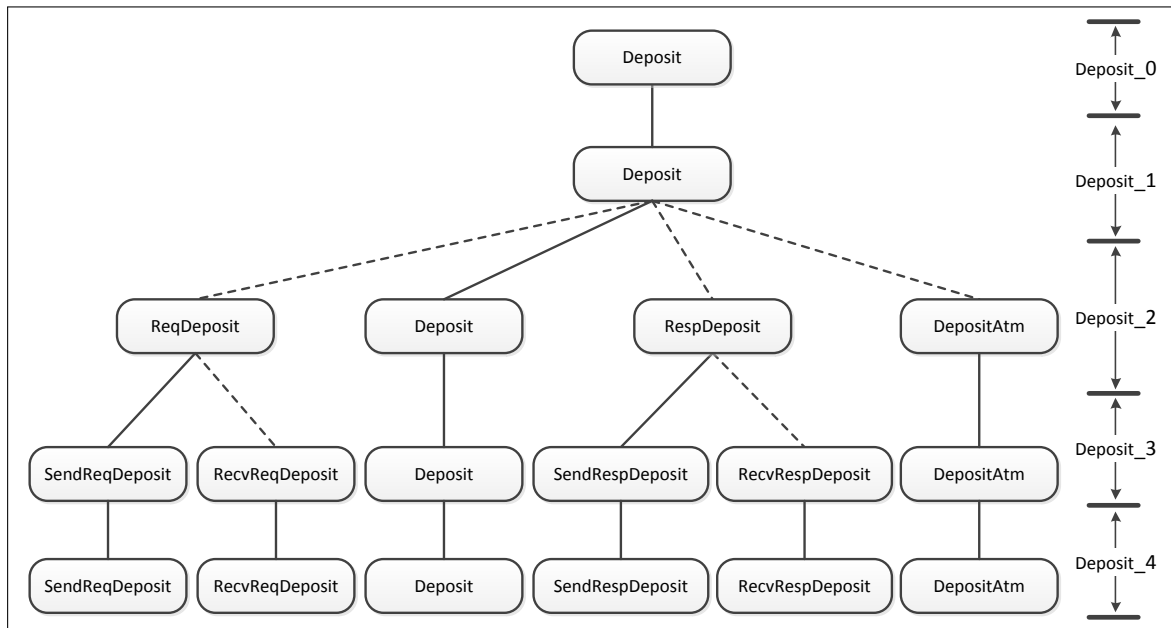 Deposit
Deposit_0
Deposit
Deposit_1
ReqDeposit
Deposit
RespDeposit
DepositAtm
Deposit_2
SendReqDeposit
RecvReqDeposit
Deposit
SendRespDeposit
RecvRespDeposit
DepositAtm
Deposit_3
SendReqDeposit
RecvReqDeposit
Deposit
SendRespDeposit
RecvRespDeposit
DepositAtm
Deposit_4